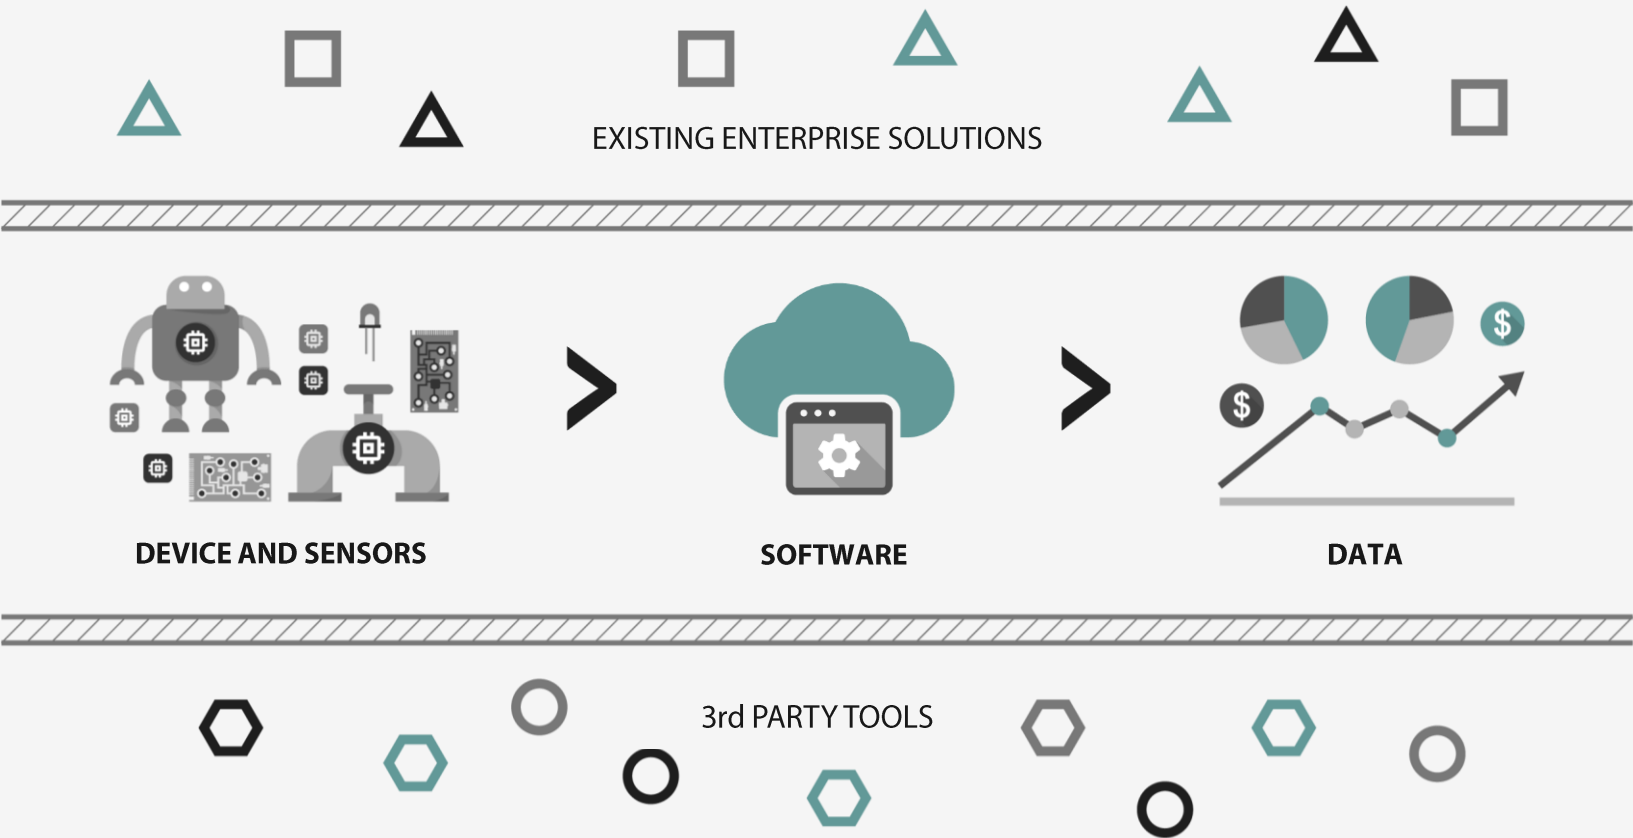 EXISTING ENTERPRISE SOLUTIONS
$
$
DEVICE AND SENSORS
SOFTWARE
DATA
3rd PARTY TOOLS